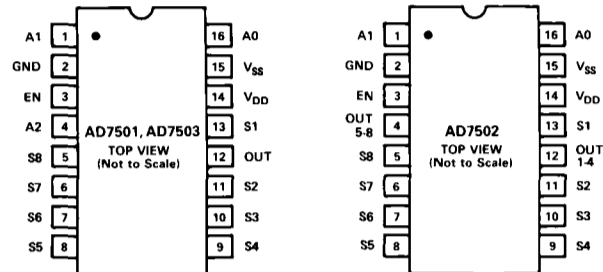 A1 1 16 A0
GND 2 15 VSS
EN 3 14 VDD
A2 4 13 S1
AD7501, AD7503
TOP VIEW
(Not to Scale)
S8 5 12 OUT
S7 6 11 S2
S6 7 10 S3
S5 8 9 S4
A1 1 16 A0
GND 2 15 VSS
EN 3 14 VDD
OUT
5-8 4 13 S1
AD7502
TOP VIEW
(Not to Scale)
S8 5 12 OUT
1-4
S7 6 11 S2
S6 7 10 S3
S5 8 9 S4